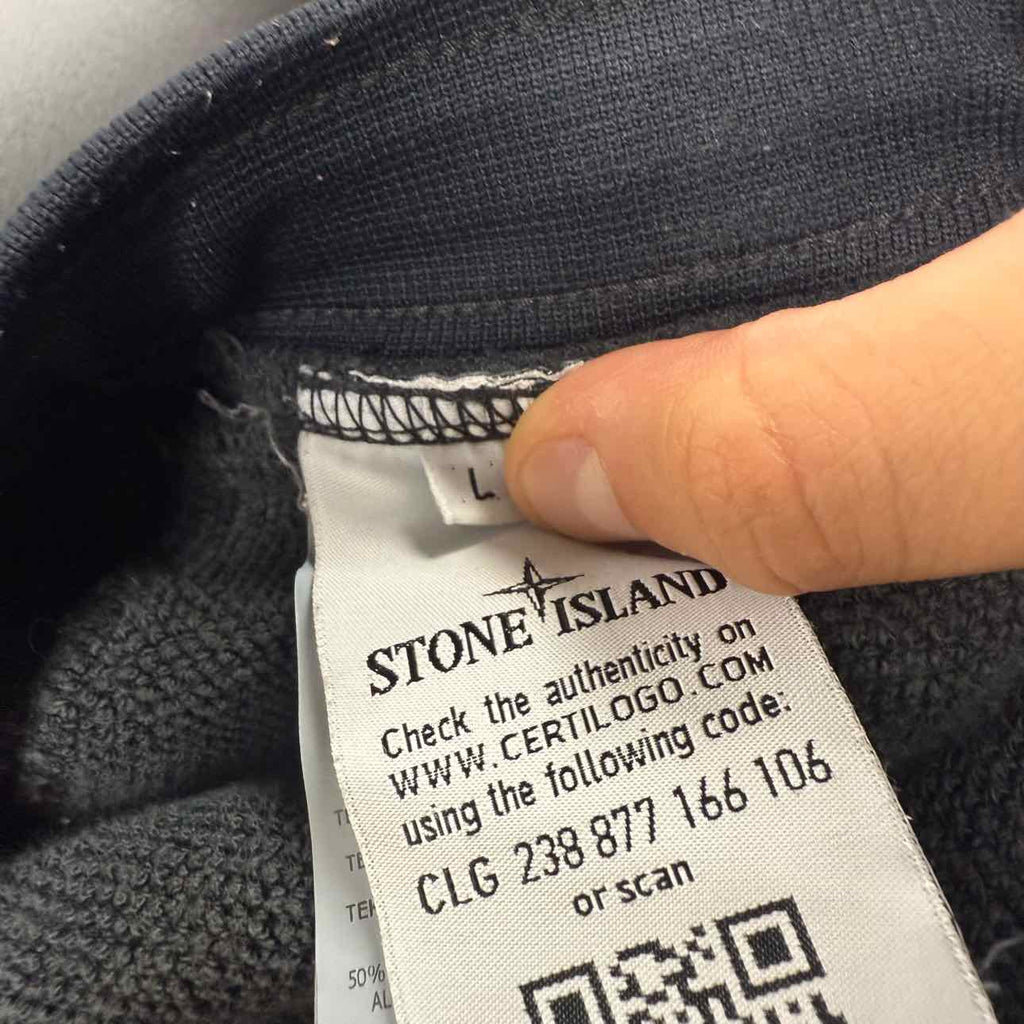 L
STONE ISLAND
Check the authenticity on
WWW.CERTILOGO.COM
using the following code:
CLG 238 877 166 106
or scan
50%